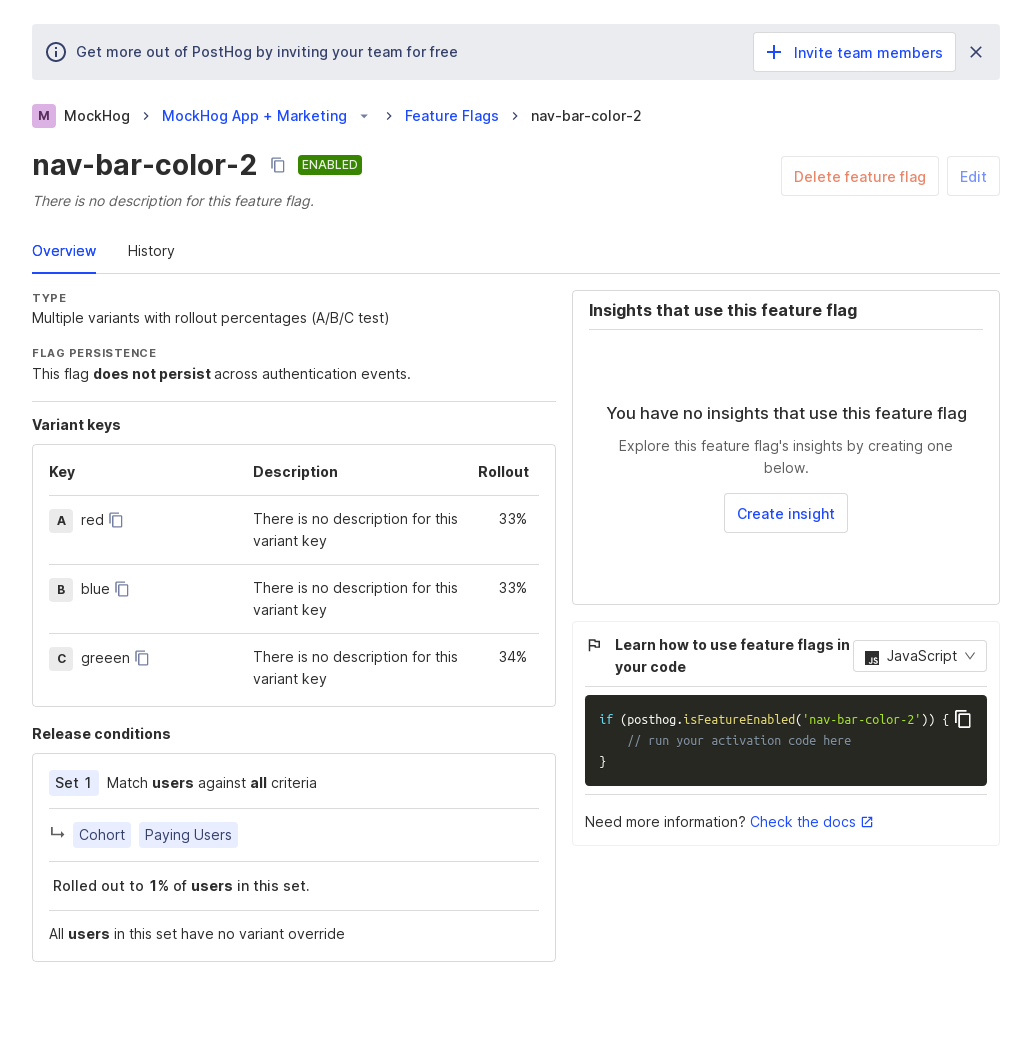 Get more out of PostHog by inviting your team for free
Invite team members
M MockHog MockHog App + Marketing Feature Flags nav-bar-color-2
nav-bar-color-2 ENABLED
There is no description for this feature flag.
Delete feature flag Edit
Overview History
TYPE
Multiple variants with rollout percentages (A/B/C test)
FLAG PERSISTENCE
This flag does not persist across authentication events.
Variant keys
Key Description Rollout
A red There is no description for this 33%
variant key
B blue There is no description for this 33%
variant key
C greeen There is no description for this 34%
variant key
Release conditions
Set 1 Match users against all criteria
Cohort Paying Users
Rolled out to 1% of users in this set.
All users in this set have no variant override
Insights that use this feature flag
You have no insights that use this feature flag
Explore this feature flag's insights by creating one
below.
Create insight
Learn how to use feature flags in
your code
JS JavaScript
if (posthog.isFeatureEnabled('nav-bar-color-2')) {
// run your activation code here
}
Need more information? Check the docs